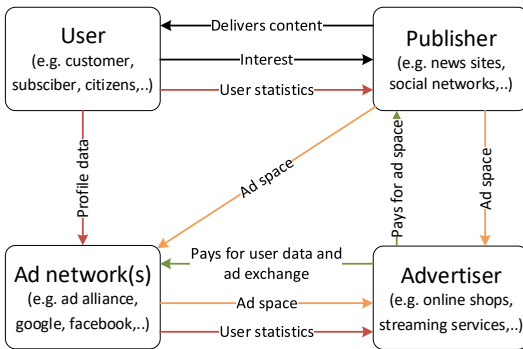 Delivers content
User
(e.g. customer,
subsciber, citizens,..)
Interest
Publisher
(e.g. news sites,
social networks,..)
User statistics
Profile data
Ad space
Pays for ad space
Ad space
Ad network(s)
(e.g. ad alliance,
google, facebook,..)
Pays for user data and
ad exchange
Ad space
User statistics
Advertiser
(e.g. online shops,
streaming services,..)